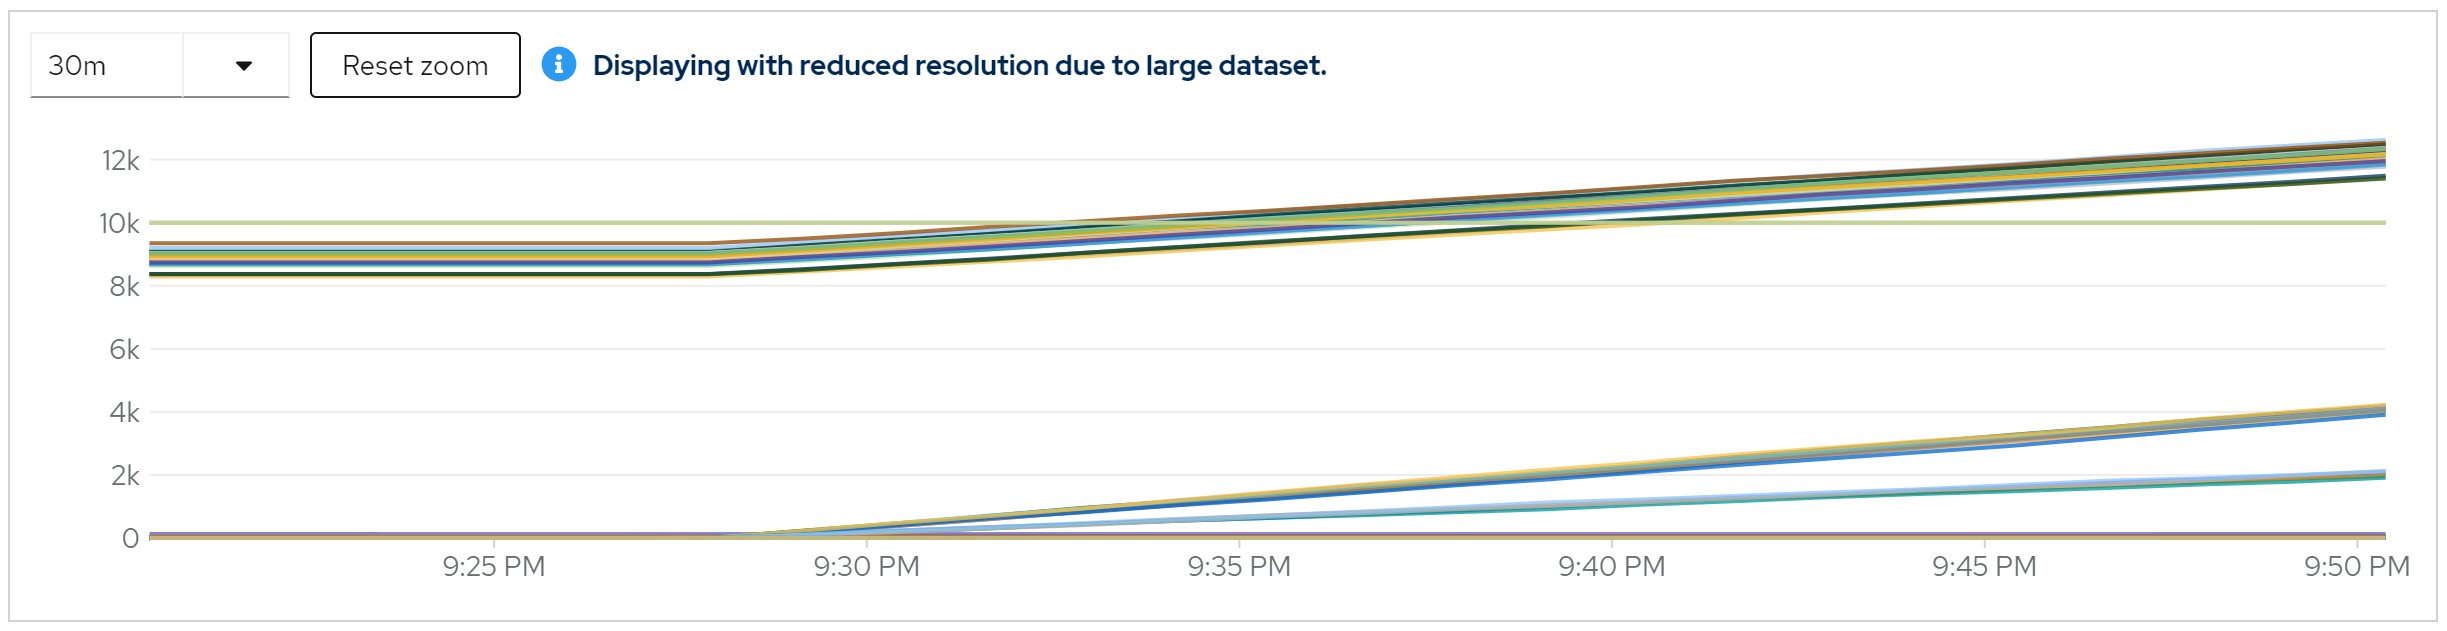 30m
Reset zoom
Displaying with reduced resolution due to large dataset.
12k
10k
8k
6k
4k
2k
0
9:25 PM
9:30 PM
9:35 PM
9:40 PM
9:45 PM
9:50 PM